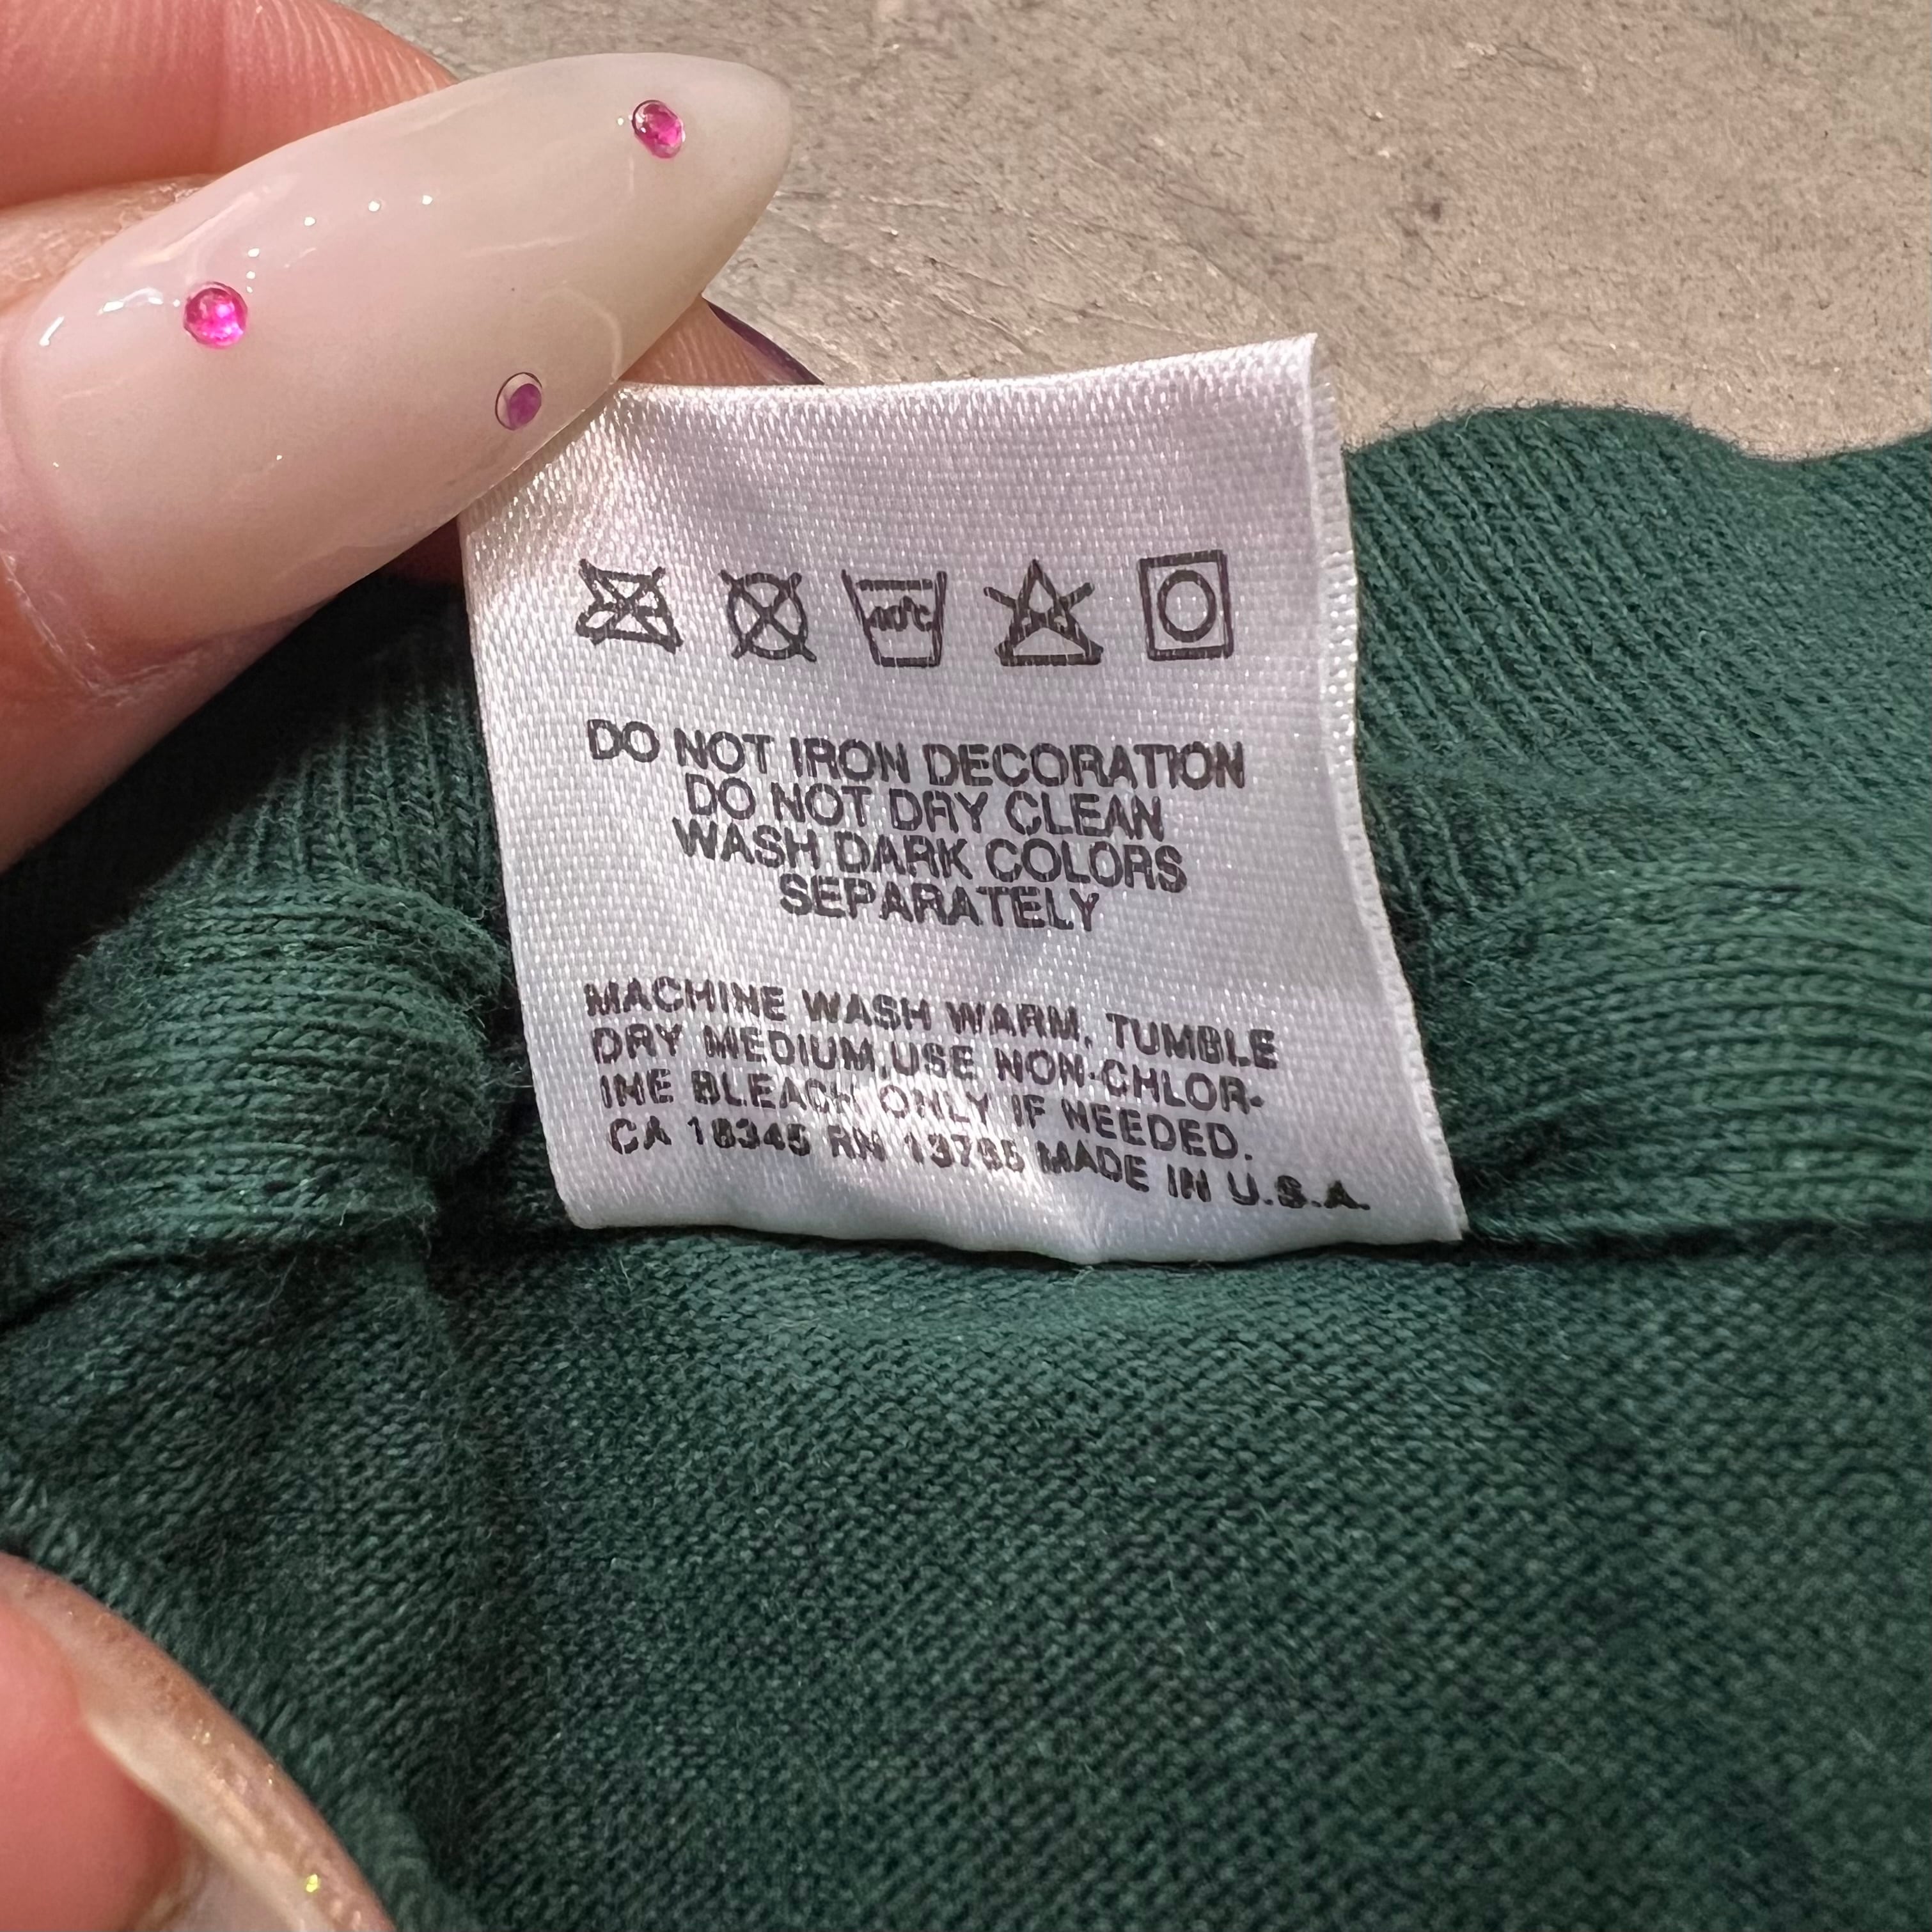 40°C
DO NOT IRON DECORATION
DO NOT DRY CLEAN
WASH DARK COLORS
SEPARATELY
MACHINE WASH WARM, TUMBLE
DRY MEDIUM,USE NON-CHLOR-
INE BLEACH ONLY IF NEEDED.
CA 18345 RN 13765 MADE IN U.S.A.